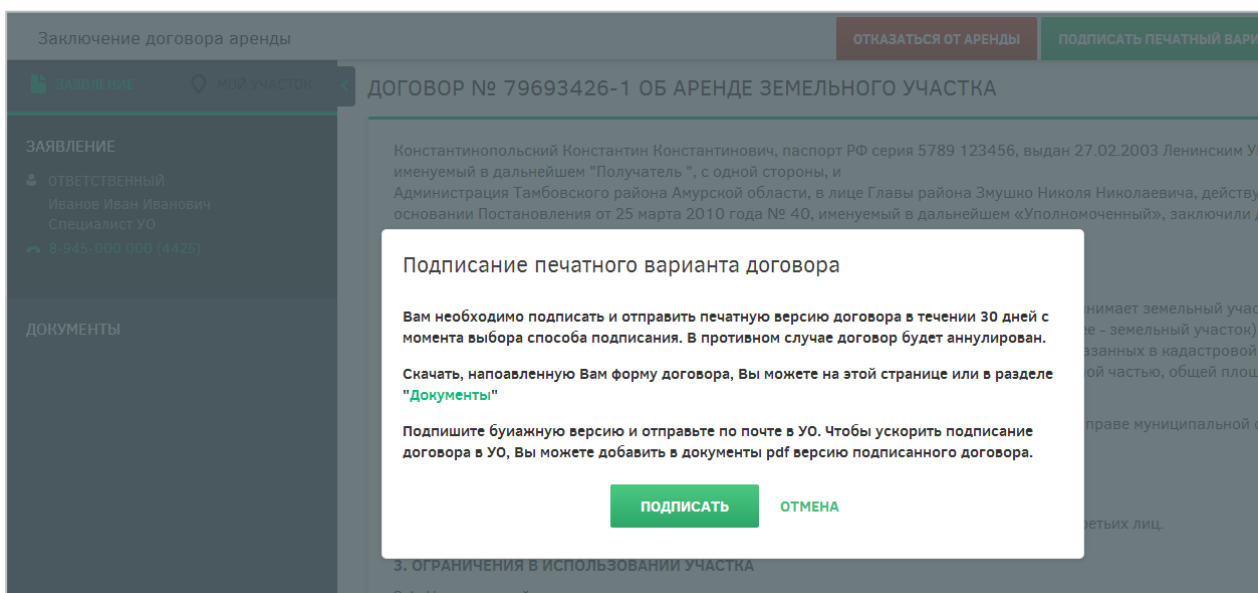 Заключение договора аренды
ОТКАЗАТЬСЯ ОТ АРЕНДЫ
ПОДПИСАТЬ ПЕЧАТНЫЙ ВАРИ
ЗАЯВЛЕНИЕ
МОЙ УЧАСТОК
ДОГОВОР № 79693426-1 ОБ АРЕНДЕ ЗЕМЕЛЬНОГО УЧАСТКА
ЗАЯВЛЕНИЕ
ОТВЕТСТВЕННЫЙ
Иванов Иван Иванович
Специалист УО
8-945-000 000 (4425)
ДОКУМЕНТЫ
Константинопольский Константин Константинович, паспорт РФ серия 5789 123456, выдан 27.02.2003 Ленинским У
именуемый в дальнейшем "Получатель ", с одной стороны, и
Администрация Тамбовского района Амурской области, в лице Главы района Змушко Николя Николаевича, действу
основании Постановления от 25 марта 2010 года № 40, именуемый в дальнейшем «Уполномоченный», заключили
Подписание печатного варианта договора
Вам необходимо подписать и отправить печатную версию договора в течении 30 дней с
момента выбора способа подписания. В противном случае договор будет аннулирован.
Скачать, напоавленную Вам форму договора, Вы можете на этой странице или в разделе
"Документы"
Подпишите буиажную версию и отправьте по почте в УО. Чтобы ускорить подписание
договора в УО, Вы можете добавить в документы pdf версию подписанного договора.
ПОДПИСАТЬ
ОТМЕНА
нимает земельный учас
ее - земельный участок)
азанных в кадастровой
ой частью, общей площ
праве муниципальной
ретьих лиц.
3. ОГРАНИЧЕНИЯ В ИСПОЛЬЗОВАНИИ УЧАСТКА